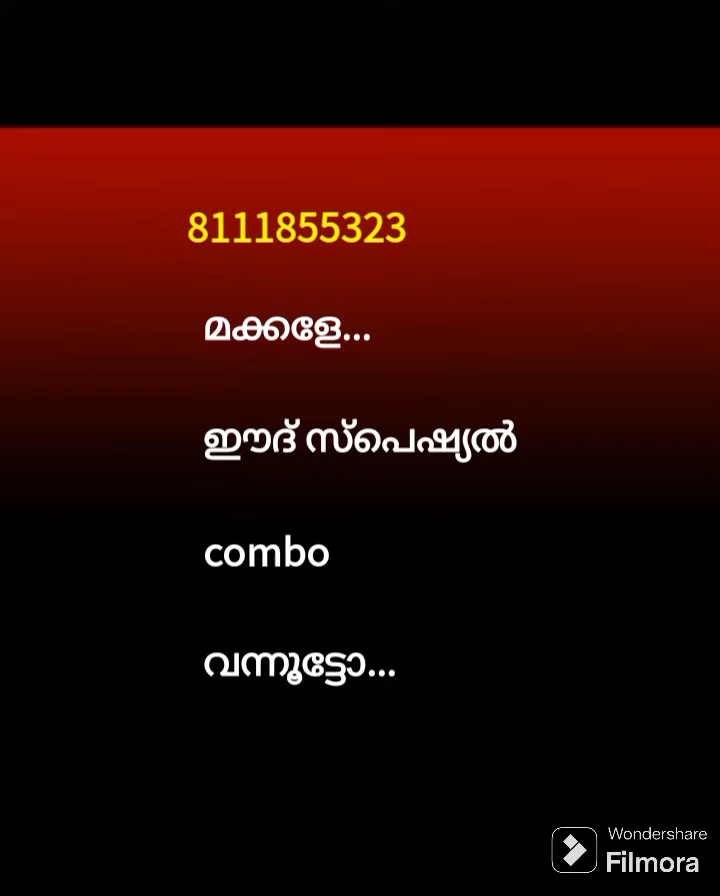 8111855323
മക്കളേ...
ഈദ് സ്പെഷ്യൽ
combo
വന്നൂട്ടോ...
Wondershare
Filmora